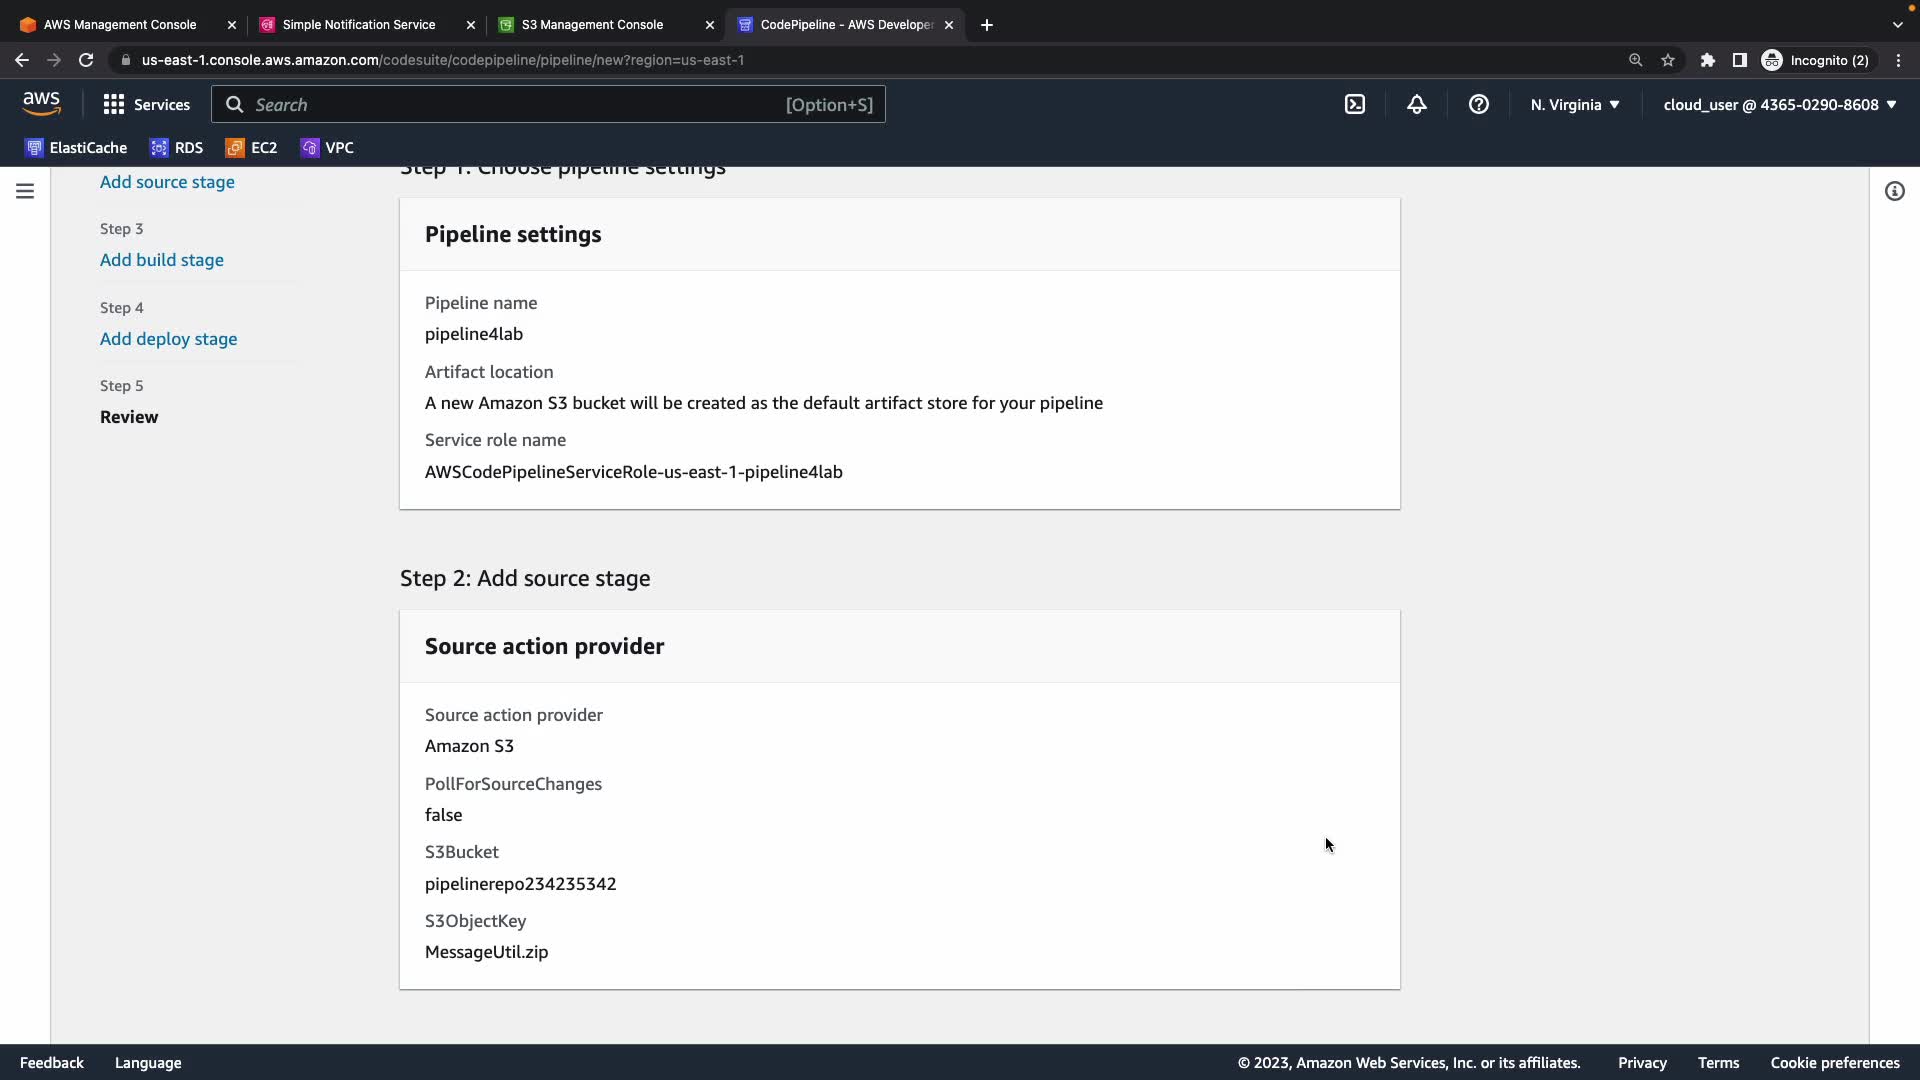 AWS Management Console
Simple Notification Service
S3 Management Console
CodePipeline - AWS Developer
us-east-1.console.aws.amazon.com/codesuite/codepipeline/pipeline/new?region=us-east-1
Incognito (2)
aws
Services
Search
[Option+S]
N. Virginia
cloud_user @ 4365-0290-8608
ElastiCache
RDS
EC2
VPC
Add source stage
Step 3
Add build stage
Step 4
Add deploy stage
Step 5
Review
Step 1: Choose pipeline settings
Pipeline settings
Pipeline name
pipeline4lab
Artifact location
A new Amazon S3 bucket will be created as the default artifact store for your pipeline
Service role name
AWSCodePipelineServiceRole-us-east-1-pipeline4lab
Step 2: Add source stage
Source action provider
Source action provider
Amazon S3
PollForSourceChanges
false
S3Bucket
pipelinerepo234235342
S3ObjectKey
MessageUtil.zip
Feedback
Language
© 2023, Amazon Web Services, Inc. or its affiliates.
Privacy
Terms
Cookie preferences